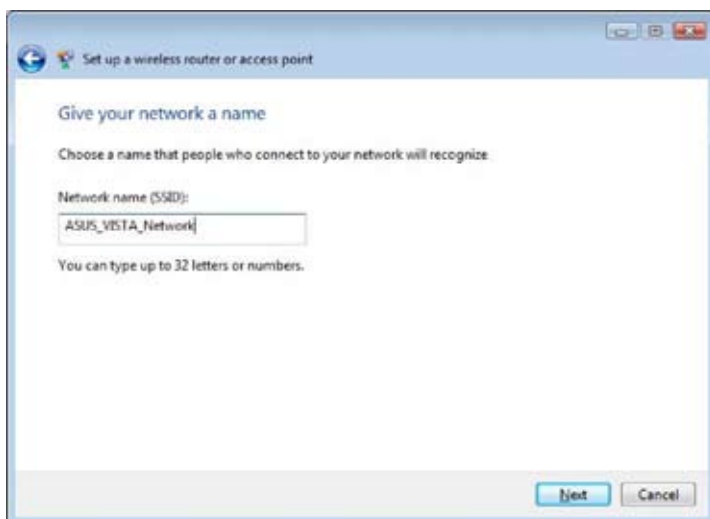 Set up a wireless router or access point
Give your network a name
Choose a name that people who connect to your network will recognize
Network name (SSID):
ASUS_VISTA_Network
You can type up to 32 letters or numbers.
Next Cancel